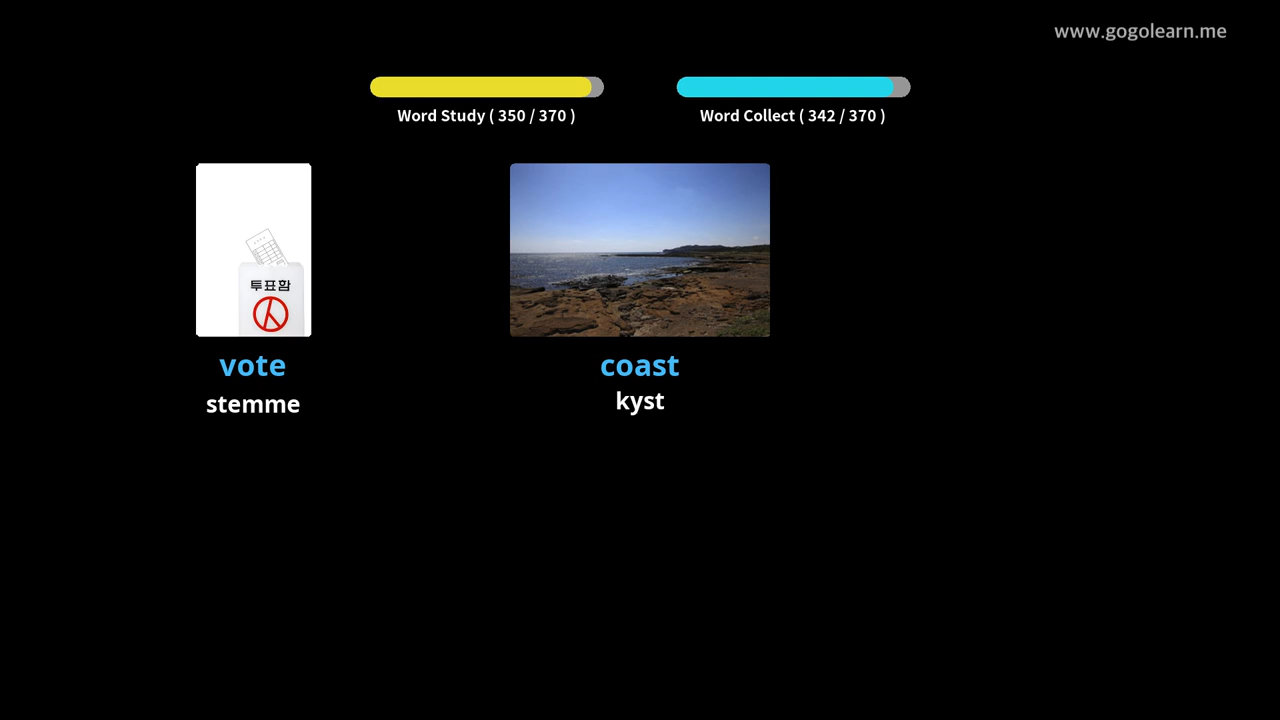 www.gogolearn.me
Word Study ( 350 / 370 )
Word Collect ( 342 / 370 )
투표함
vote
stemme
coast
kyst